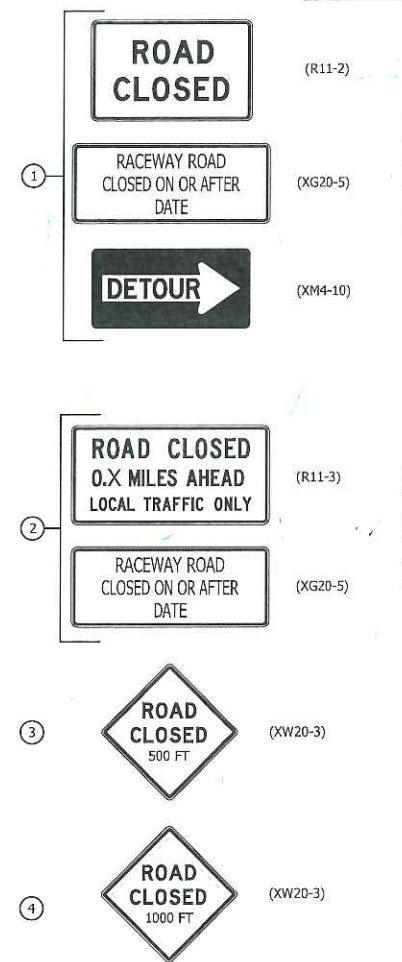 ROAD
CLOSED
(R11-2)
1
RACEWAY ROAD
CLOSED ON OR AFTER
DATE
(XG20-5)
DETOUR
(XM4-10)
2
ROAD CLOSED
0.X MILES AHEAD
LOCAL TRAFFIC ONLY
(R11-3)
RACEWAY ROAD
CLOSED ON OR AFTER
DATE
(XG20-5)
3
ROAD
CLOSED
500 FT
(XW20-3)
4
ROAD
CLOSED
1000 FT
(XW20-3)